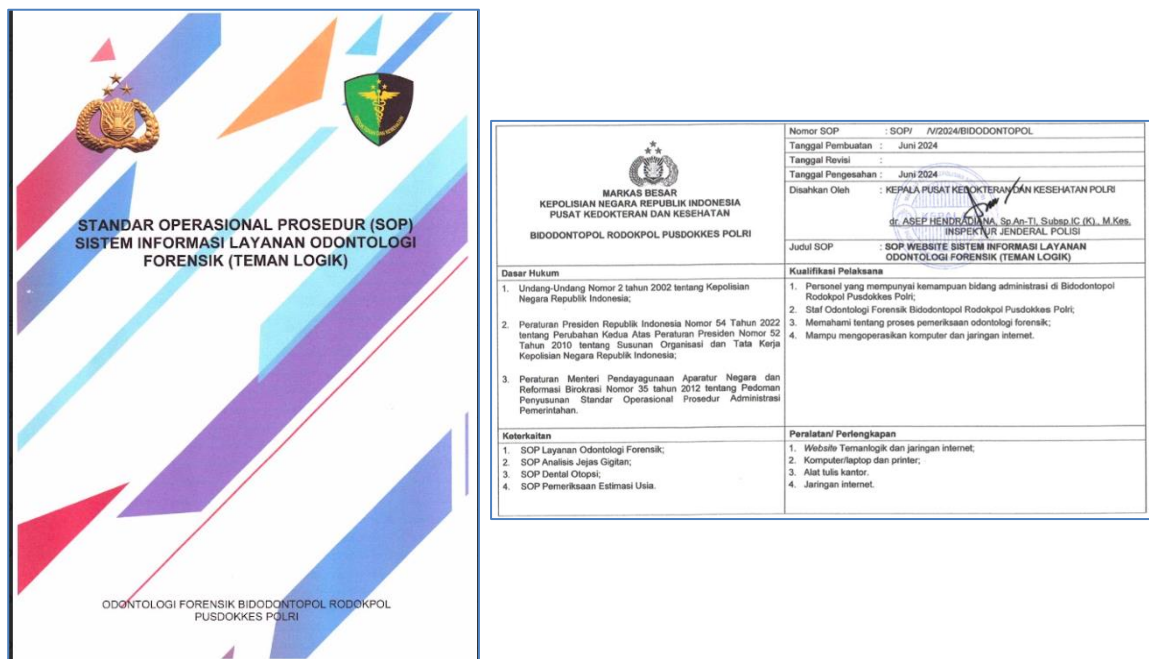 STANDAR OPERASIONAL PROSEDUR (SOP)
SISTEM INFORMASI LAYANAN ODONTOLOGI
FORENSIK (TEMAN LOGIK)
ODONTOLOGI FORENSIK BIDODONTOPOL RODOKPOL
PUSDOKKES POLRI
MARKAS BESAR
KEPOLISIAN NEGARA REPUBLIK INDONESIA
PUSAT KEDOKTERAN DAN KESEHATAN
BIDODONTOPOL RODOKPOL PUSDOKKES POLRI
Nomor SOP : SOP/ /V/2024/BIDODONTOPOL
Tanggal Pembuatan : Juni 2024
Tanggal Revisi :
Tanggal Pengesahan : Juni 2024
Disahkan Oleh : KEPALA PUSAT KEDOKTERAN DAN KESEHATAN POLRI
dr. ASEP HENDRADIANA, Sp.An-TI, Subsp.IC (K)., M.Kes.
INSPEKTUR JENDERAL POLISI
Judul SOP : SOP WEBSITE SISTEM INFORMASI LAYANAN
ODONTOLOGI FORENSIK (TEMAN LOGIK)
Dasar Hukum
1. Undang-Undang Nomor 2 tahun 2002 tentang Kepolisian
Negara Republik Indonesia;
2. Peraturan Presiden Republik Indonesia Nomor 54 Tahun 2022
tentang Perubahan Kedua Atas Peraturan Presiden Nomor 52
Tahun 2010 tentang Susunan Organisasi dan Tata Kerja
Kepolisian Negara Republik Indonesia;
3. Peraturan Menteri Pendayagunaan Aparatur Negara dan
Reformasi Birokrasi Nomor 35 tahun 2012 tentang Pedoman
Penyusunan Standar Operasional Prosedur Administrasi
Pemerintahan.
Kualifikasi Pelaksana
1. Personel yang mempunyai kemampuan bidang administrasi di Bidodontopol
Rodokpol Pusdokkes Polri;
2. Staf Odontologi Forensik Bidodontopol Rodokpol Pusdokkes Polri;
3. Memahami tentang proses pemeriksaan odontologi forensik;
4. Mampu mengoperasikan komputer dan jaringan internet.
Keterkaitan
1. SOP Layanan Odontologi Forensik;
2. SOP Analisis Jejas Gigitan;
3. SOP Dental Otopsi;
4. SOP Pemeriksaan Estimasi Usia.
Peralatan/ Perlengkapan
1. Website Temanlogik dan jaringan internet;
2. Komputer/laptop dan printer;
3. Alat tulis kantor.
4. Jaringan internet.